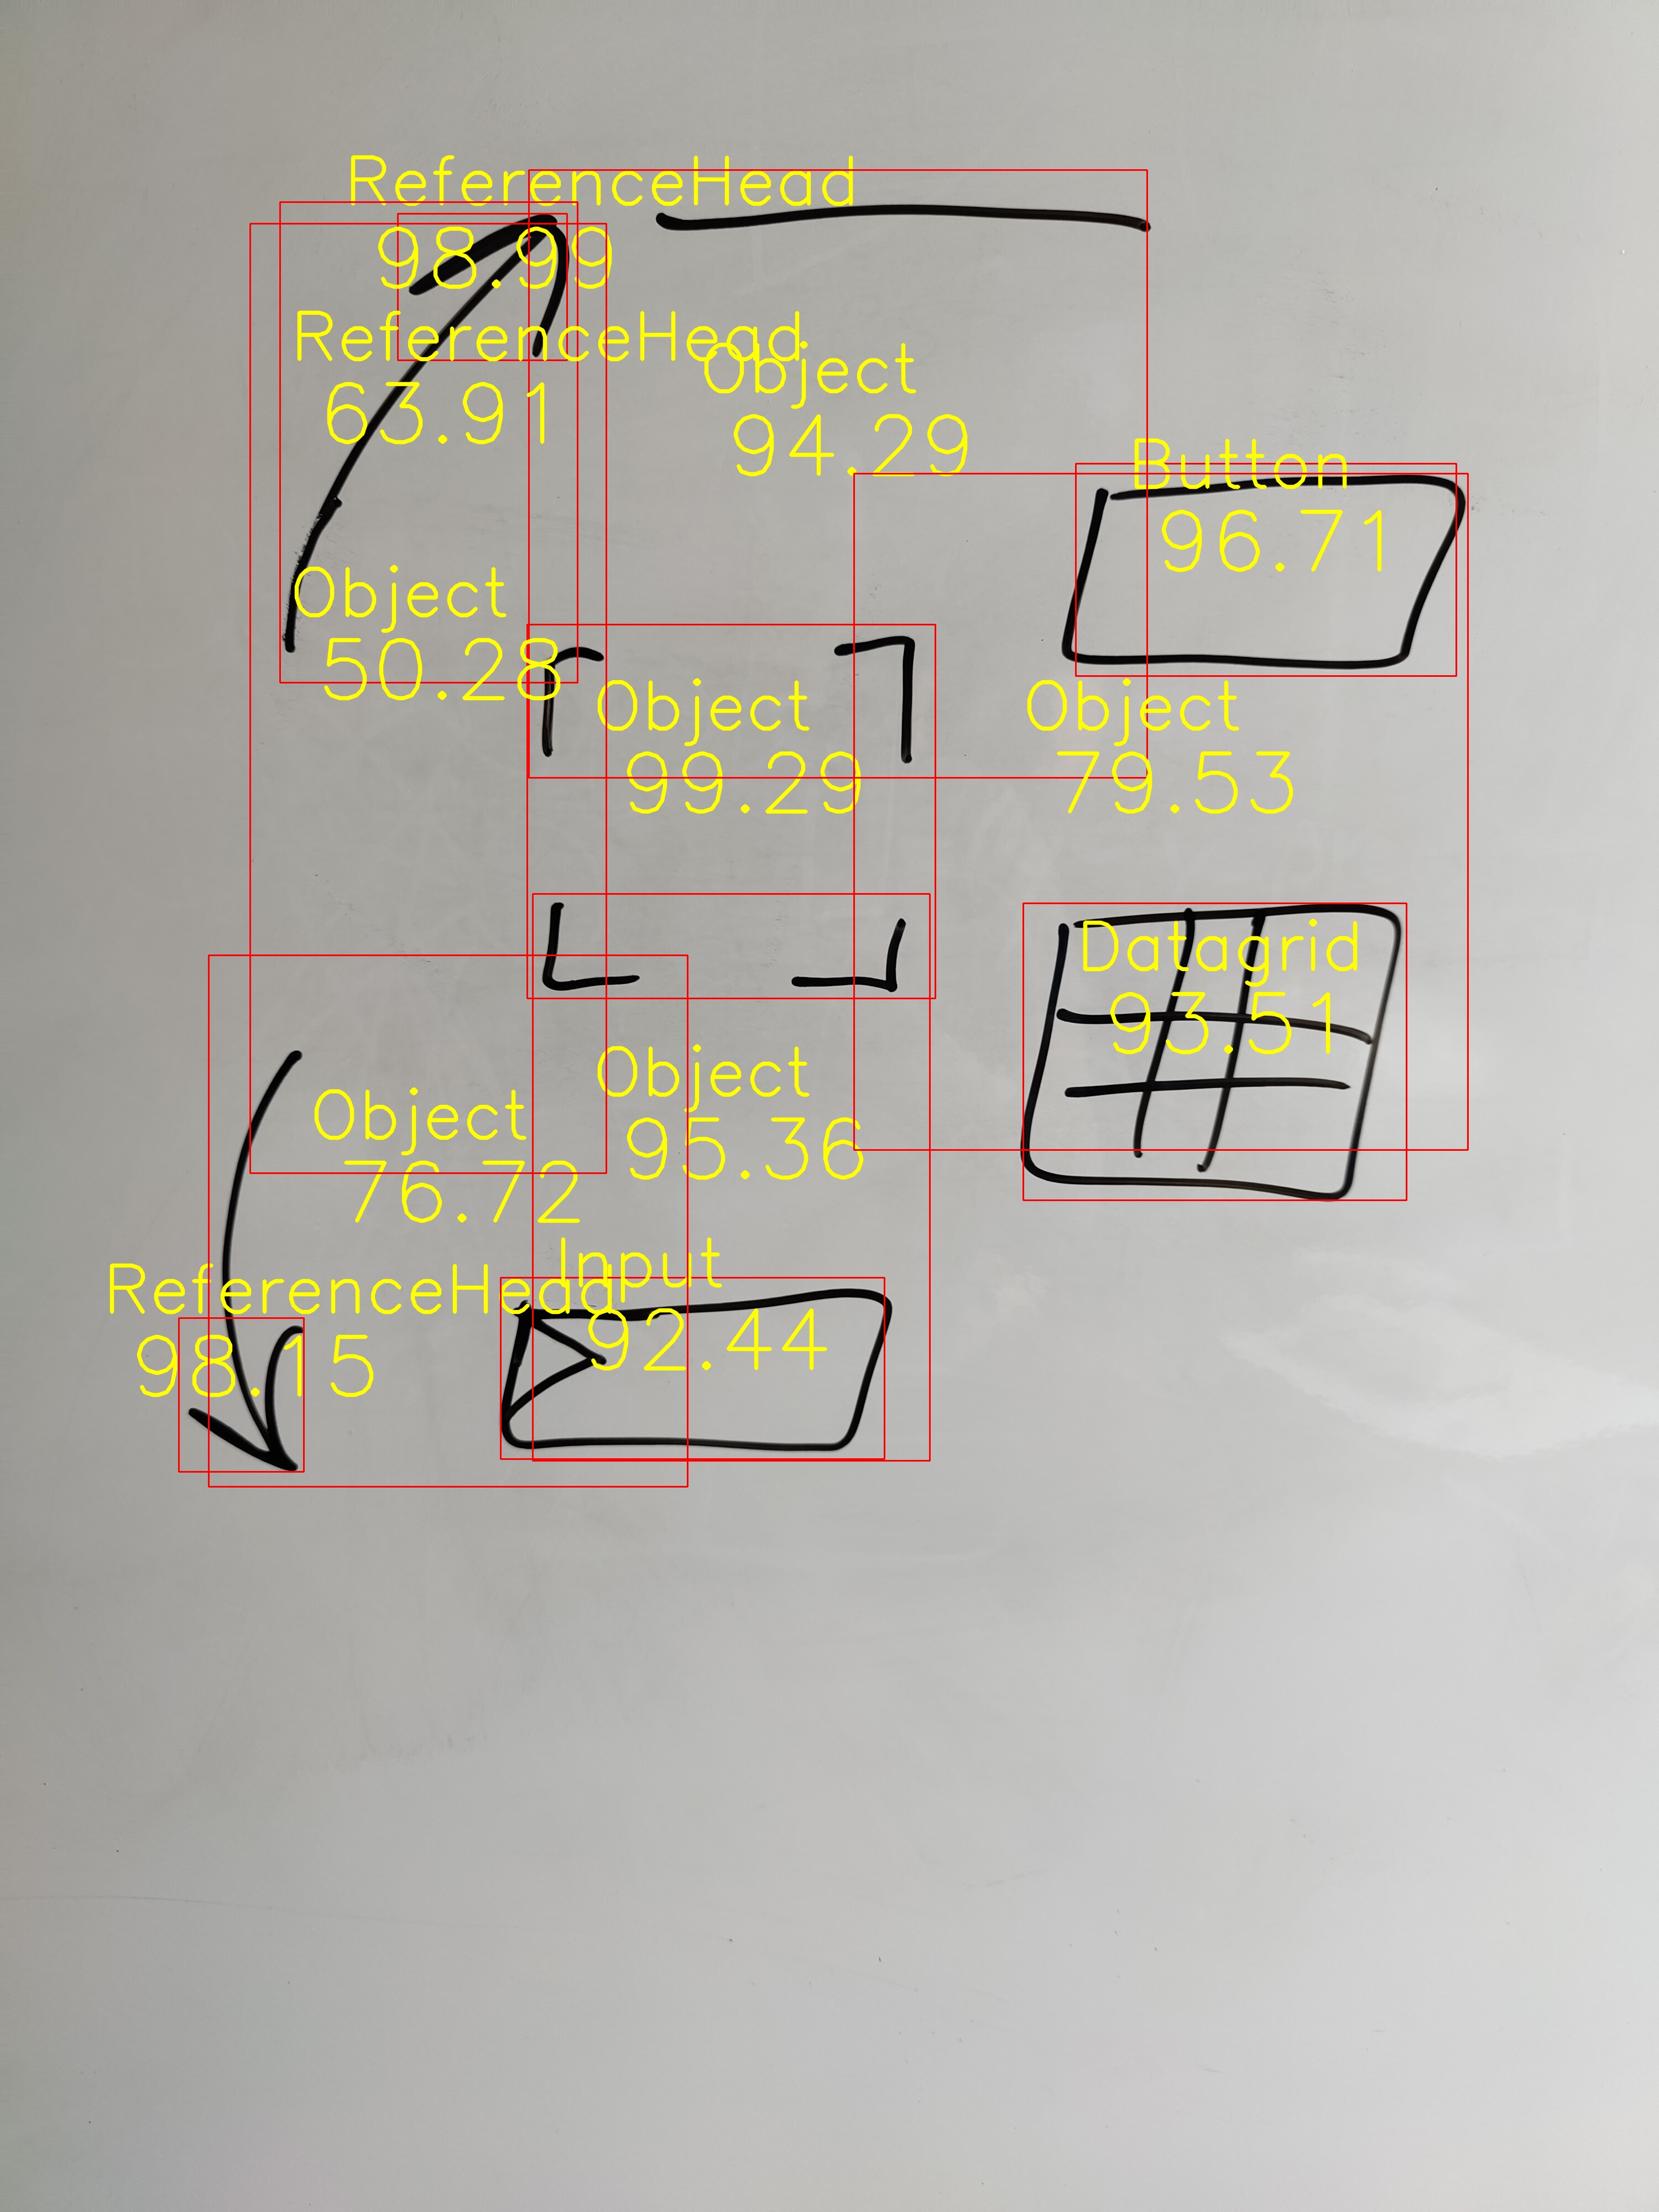 ReferenceHead
98.99
ReferenceHead
63.91
Object
94.29
Button
96.71
Object
50.28
Object
99.29
Object
79.53
Datagrid
93.51
Object
95.36
Object
76.72
Input
92.44
ReferenceHead
98.15